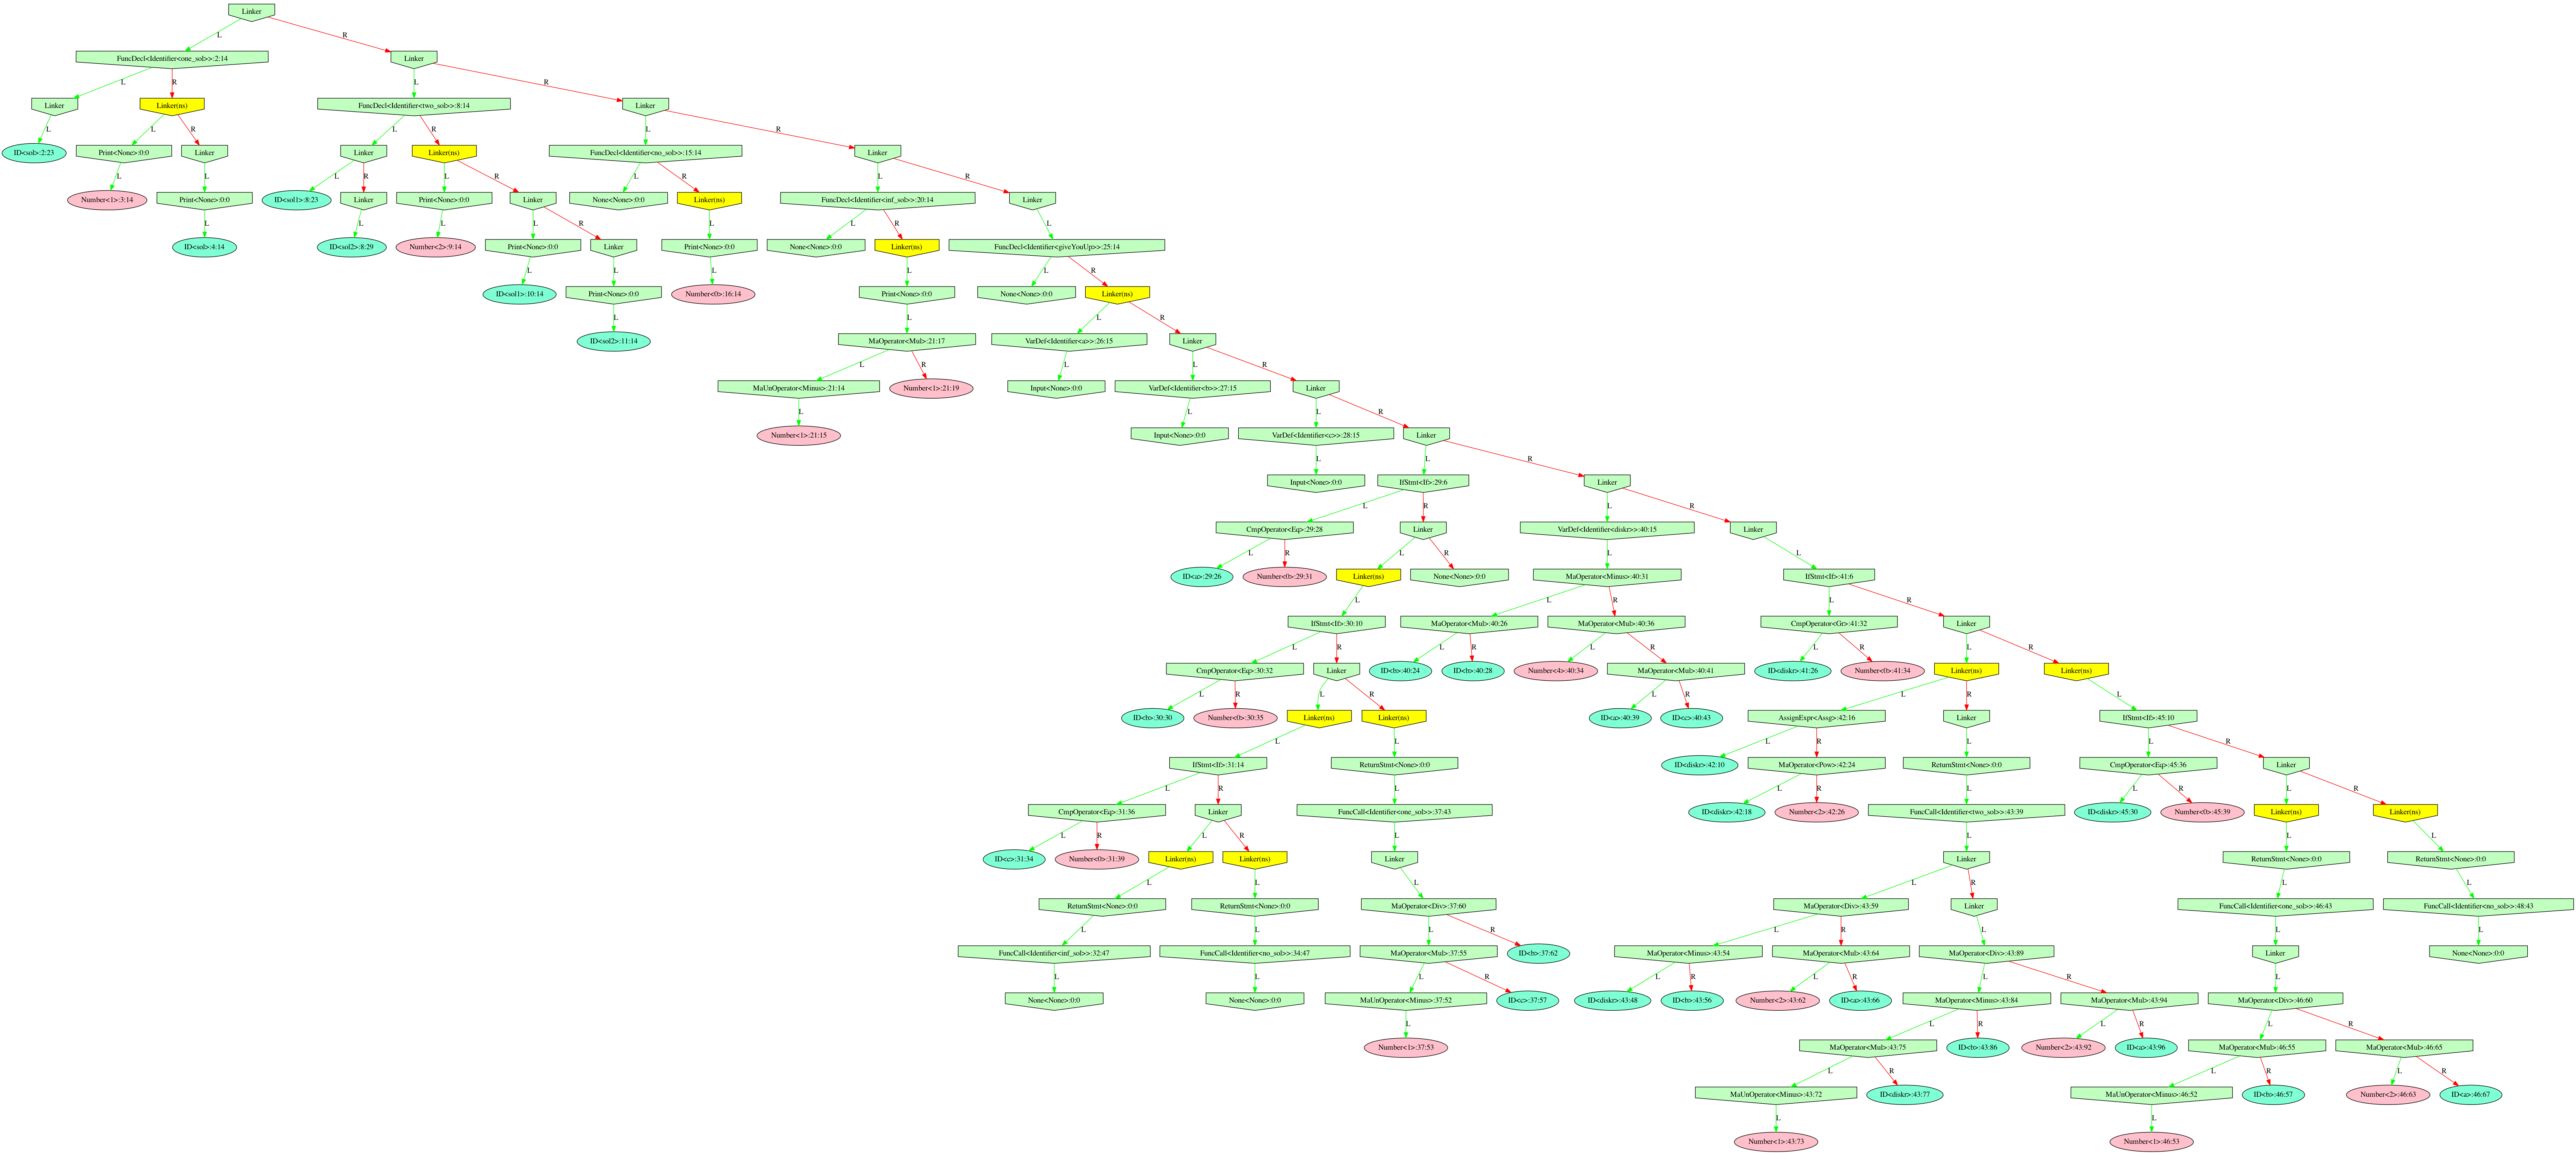 Linker
L R
FuncDecl<Identifier<one_sol>>:2:14 Linker
L R L R
Linker Linker(ns) FuncDecl<Identifier<two_sol>>:8:14 Linker
L L R L R L R
ID<sol>:2:23 Print<None>:0:0 Linker Linker Linker(ns) FuncDecl<Identifier<no_sol>>:15:14 Linker
L L L R L R L R L R
Number<1>:3:14 Print<None>:0:0 ID<sol1>:8:23 Linker Print<None>:0:0 Linker None<None>:0:0 Linker(ns) FuncDecl<Identifier<inf_sol>>:20:14 Linker
L L L L R L L R L
ID<sol>:4:14 ID<sol2>:8:29 Number<2>:9:14 Print<None>:0:0 Linker Print<None>:0:0 None<None>:0:0 Linker(ns) FuncDecl<Identifier<giveYouUp>>:25:14
L L L L L R
ID<sol1>:10:14 Print<None>:0:0 Number<0>:16:14 Print<None>:0:0 None<None>:0:0 Linker(ns)
L L L R
ID<sol2>:11:14 MaOperator<Mul>:21:17 VarDef<Identifier<a>>:26:15 Linker
L R L L R
MaUnOperator<Minus>:21:14 Number<1>:21:19 Input<None>:0:0 VarDef<Identifier<b>>:27:15 Linker
L L L R
Number<1>:21:15 Input<None>:0:0 VarDef<Identifier<c>>:28:15 Linker
L L R
Input<None>:0:0 IfStmt<If>:29:6 Linker
L R L R
CmpOperator<Eq>:29:28 Linker VarDef<Identifier<diskr>>:40:15 Linker
L R L R L L
ID<a>:29:26 Number<0>:29:31 Linker(ns) None<None>:0:0 MaOperator<Minus>:40:31 IfStmt<If>:41:6
L L R L R
IfStmt<If>:30:10 MaOperator<Mul>:40:26 MaOperator<Mul>:40:36 CmpOperator<Gr>:41:32 Linker
L R L R L R L R L R
CmpOperator<Eq>:30:32 Linker ID<b>:40:24 ID<b>:40:28 Number<4>:40:34 MaOperator<Mul>:40:41 ID<diskr>:41:26 Number<0>:41:34 Linker(ns) Linker(ns)
L R L R L R L R L
ID<b>:30:30 Number<0>:30:35 Linker(ns) Linker(ns) ID<a>:40:39 ID<c>:40:43 AssignExpr<Assg>:42:16 Linker IfStmt<If>:45:10
L L L R L L R
IfStmt<If>:31:14 ReturnStmt<None>:0:0 ID<diskr>:42:10 MaOperator<Pow>:42:24 ReturnStmt<None>:0:0 CmpOperator<Eq>:45:36 Linker
L R L L R L L R L R
CmpOperator<Eq>:31:36 Linker FuncCall<Identifier<one_sol>>:37:43 ID<diskr>:42:18 Number<2>:42:26 FuncCall<Identifier<two_sol>>:43:39 ID<diskr>:45:30 Number<0>:45:39 Linker(ns) Linker(ns)
L R L R L L L L
ID<c>:31:34 Number<0>:31:39 Linker(ns) Linker(ns) Linker Linker ReturnStmt<None>:0:0 ReturnStmt<None>:0:0
L L L L R L L
ReturnStmt<None>:0:0 ReturnStmt<None>:0:0 MaOperator<Div>:37:60 MaOperator<Div>:43:59 Linker FuncCall<Identifier<one_sol>>:46:43 FuncCall<Identifier<no_sol>>:48:43
L L L R L R L L L
FuncCall<Identifier<inf_sol>>:32:47 FuncCall<Identifier<no_sol>>:34:47 MaOperator<Mul>:37:55 ID<b>:37:62 MaOperator<Minus>:43:54 MaOperator<Mul>:43:64 MaOperator<Div>:43:89 Linker None<None>:0:0
L L L R L R L R L R L
None<None>:0:0 None<None>:0:0 MaUnOperator<Minus>:37:52 ID<c>:37:57 ID<diskr>:43:48 ID<b>:43:56 Number<2>:43:62 ID<a>:43:66 MaOperator<Minus>:43:84 MaOperator<Mul>:43:94 MaOperator<Div>:46:60
L L R L R L R
Number<1>:37:53 MaOperator<Mul>:43:75 ID<b>:43:86 Number<2>:43:92 ID<a>:43:96 MaOperator<Mul>:46:55 MaOperator<Mul>:46:65
L R L R L R
MaUnOperator<Minus>:43:72 ID<diskr>:43:77 MaUnOperator<Minus>:46:52 ID<b>:46:57 Number<2>:46:63 ID<a>:46:67
L L
Number<1>:43:73 Number<1>:46:53